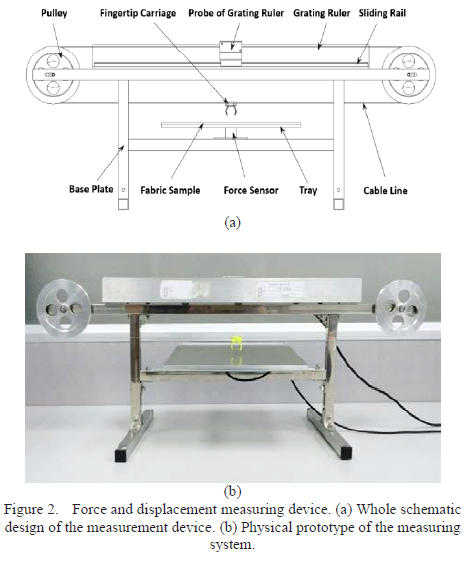 Pulley Fingertip Carriage Probe of Grating Ruler Grating Ruler Sliding Rail
Base Plate Fabric Sample Force Sensor Tray Cable Line
(a)
(b)
Figure 2. Force and displacement measuring device. (a) Whole schematic
design of the measurement device. (b) Physical prototype of the measuring
system.